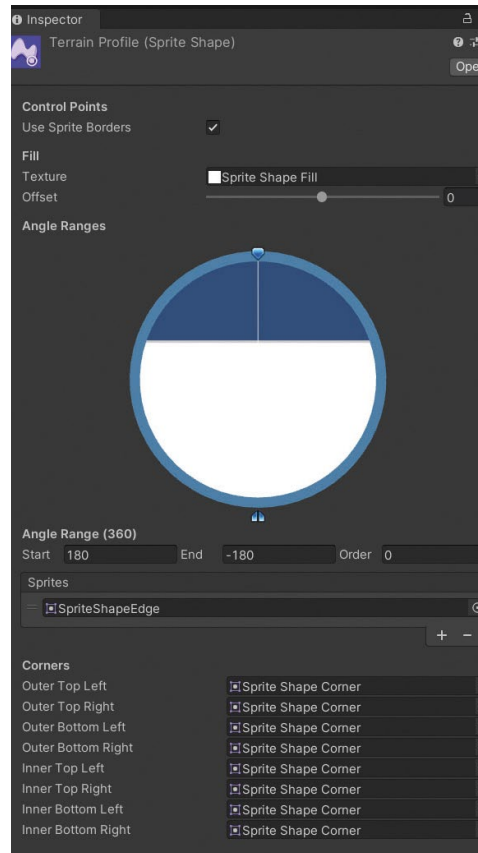 Inspector
Terrain Profile (Sprite Shape)
Ope
Control Points
Use Sprite Borders
Fill
Texture Sprite Shape Fill
Offset 0
Angle Ranges
Angle Range (360)
Start 180 End -180 Order 0
Sprites
SpriteShapeEdge
+ -
Corners
Outer Top Left Sprite Shape Corner
Outer Top Right Sprite Shape Corner
Outer Bottom Left Sprite Shape Corner
Outer Bottom Right Sprite Shape Corner
Inner Top Left Sprite Shape Corner
Inner Top Right Sprite Shape Corner
Inner Bottom Left Sprite Shape Corner
Inner Bottom Right Sprite Shape Corner